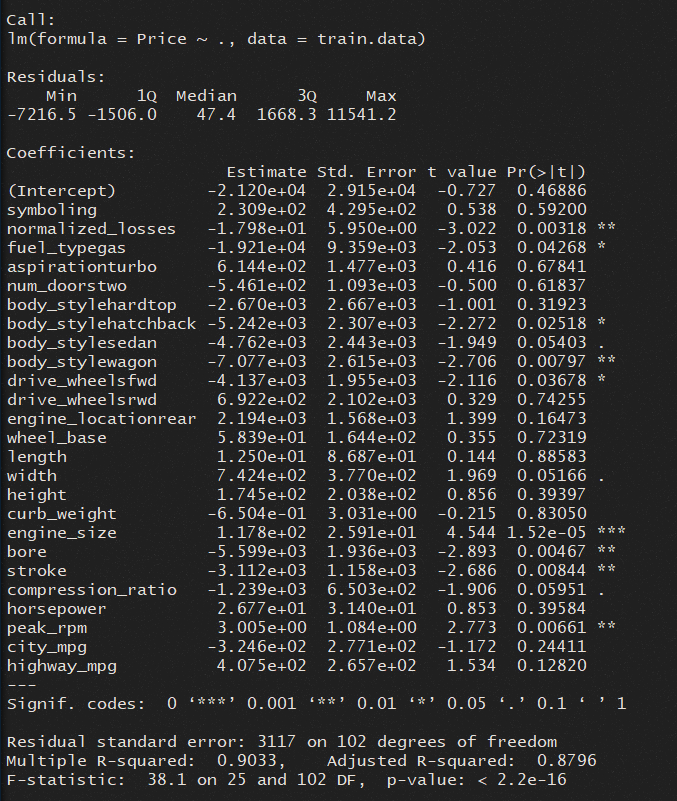 Call:
lm(formula = Price ~ ., data = train.data)
Residuals:
    Min      1Q  Median      3Q     Max
-7216.5 -1506.0    47.4  1668.3 11541.2
Coefficients:
                      Estimate Std. Error t value Pr(>|t|)
(Intercept)         -2.120e+04  2.915e+04  -0.727  0.46886
symboling            2.309e+02  4.295e+02   0.538  0.59200
normalized_losses   -1.798e+01  5.950e+00  -3.022  0.00318 **
fuel_typegas        -1.921e+04  9.359e+03  -2.053  0.04268 *
aspirationturbo      6.144e+02  1.477e+03   0.416  0.67841
num_doorstwo        -5.461e+02  1.093e+03  -0.500  0.61837
body_stylehardtop   -2.670e+03  2.667e+03  -1.001  0.31923
body_stylehatchback -5.242e+03  2.307e+03  -2.272  0.02518 *
body_stylesedan     -4.762e+03  2.443e+03  -1.949  0.05403 .
body_stylewagon     -7.077e+03  2.615e+03  -2.706  0.00797 **
drive_wheelsfwd     -4.137e+03  1.955e+03  -2.116  0.03678 *
drive_wheelsrwd      6.922e+02  2.102e+03   0.329  0.74255
engine_locationrear  2.194e+03  1.568e+03   1.399  0.16473
wheel_base           5.839e+01  1.644e+02   0.355  0.72319
length               1.250e+01  8.687e+01   0.144  0.88583
width                7.424e+02  3.770e+02   1.969  0.05166 .
height               1.745e+02  2.038e+02   0.856  0.39397
curb_weight         -6.504e-01  3.031e+00  -0.215  0.83050
engine_size          1.178e+02  2.591e+01   4.544 1.52e-05 ***
bore                -5.599e+03  1.936e+03  -2.893  0.00467 **
stroke              -3.112e+03  1.158e+03  -2.686  0.00844 **
compression_ratio   -1.239e+03  6.503e+02  -1.906  0.05951 .
horsepower           2.677e+01  3.140e+01   0.853  0.39584
peak_rpm             3.005e+00  1.084e+00   2.773  0.00661 **
city_mpg            -3.246e+02  2.771e+02  -1.172  0.24411
highway_mpg          4.075e+02  2.657e+02   1.534  0.12820
---
Signif. codes:  0 ‘***’ 0.001 ‘**’ 0.01 ‘*’ 0.05 ‘.’ 0.1 ‘ ’ 1
Residual standard error: 3117 on 102 degrees of freedom
Multiple R-squared:  0.9033,    Adjusted R-squared:  0.8796
F-statistic:  38.1 on 25 and 102 DF,  p-value: < 2.2e-16